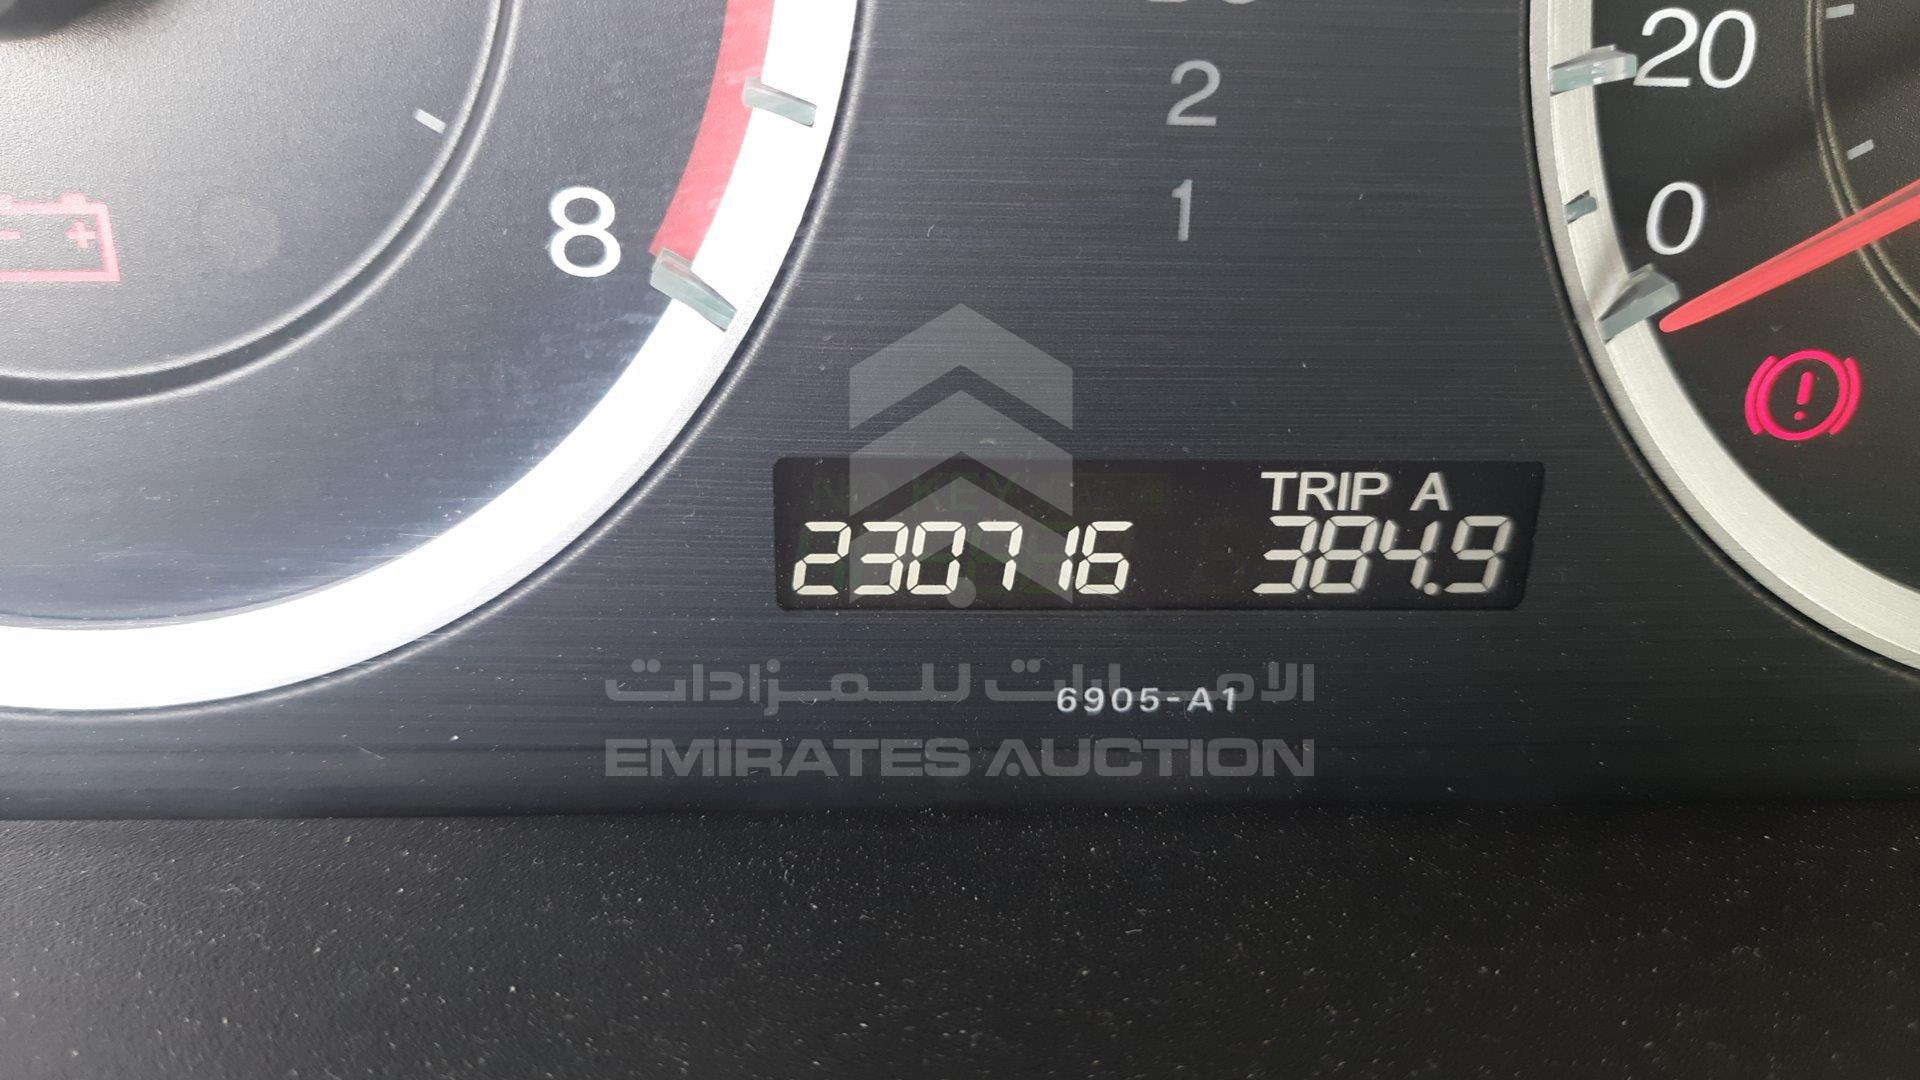 20
2
8
1
0
TRIP A
230716 384.9
الامارات للمزادات
6905-A1
EMIRATES AUCTION